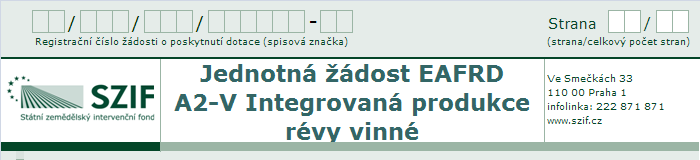 / / / / -
Registrační číslo žádosti o poskytnutí dotace (spisová značka)
Strana /
(strana/celkový počet stran)
SZIF
Státní zemědělský intervenční fond
Jednotná žádost EAFRD
A2-V Integrovaná produkce
révy vinné
Ve Smečkách 33
110 00 Praha 1
infolinka: 222 871 871
www.szif.cz